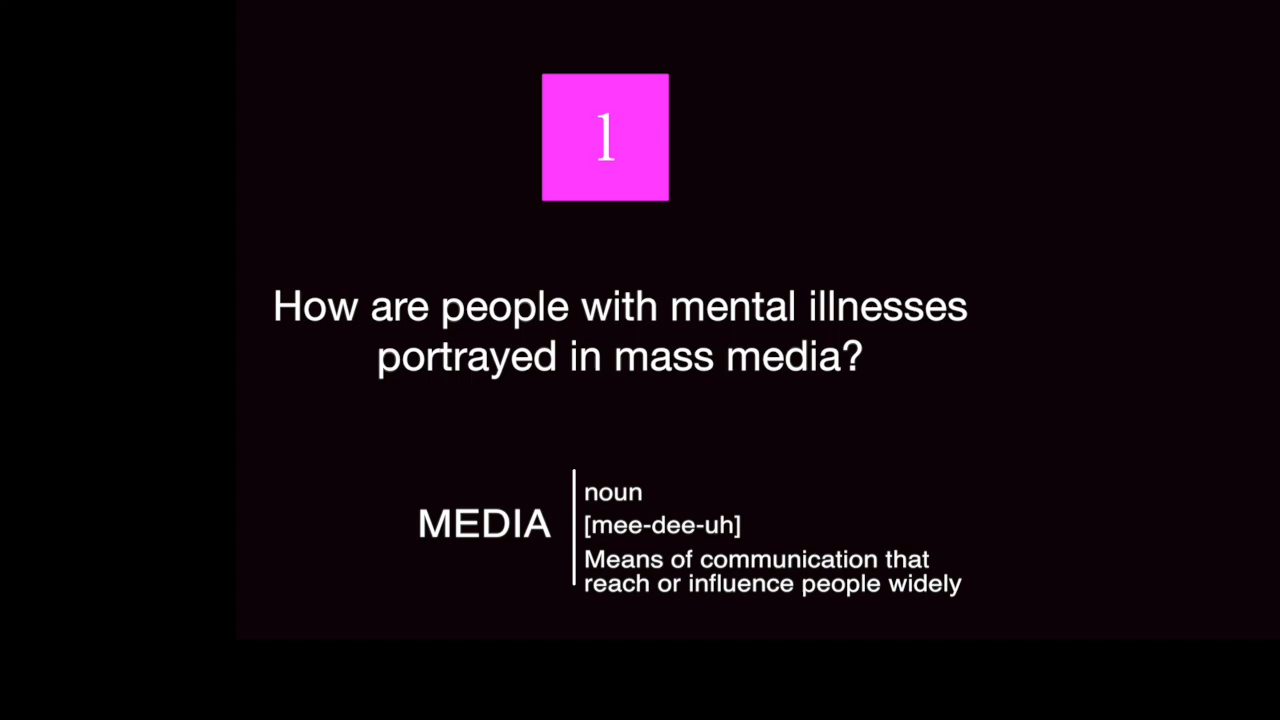 1
How are people with mental illnesses
portrayed in mass media?
MEDIA
noun
[mee-dee-uh]
Means of communication that
reach or influence people widely